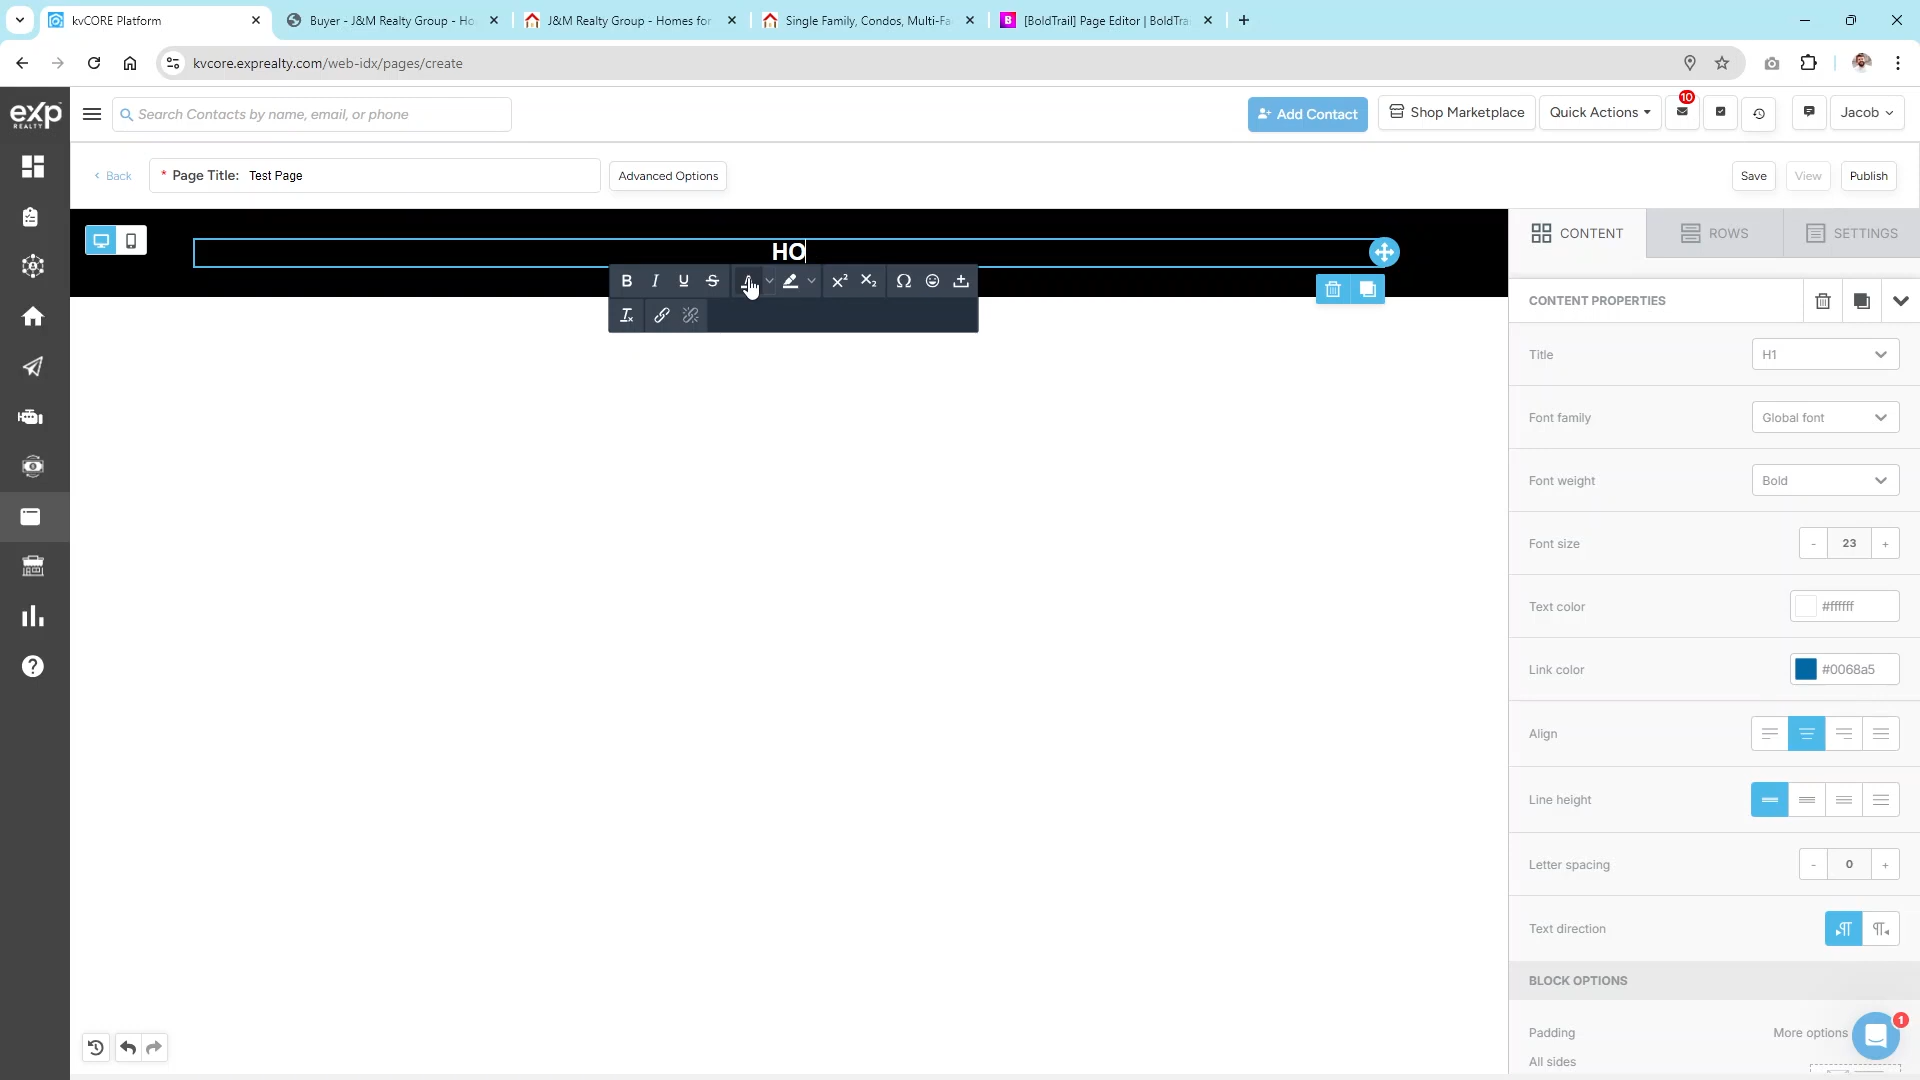 kvCORE Platform
Buyer - J&M Realty Group - Ho
J&M Realty Group - Homes for
Single Family, Condos, Multi-Fa
[BoldTrail] Page Editor | BoldTra
kvcore.exprealty.com/web-idx/pages/create
exp
REALTY
Search Contacts by name, email, or phone
Add Contact
Shop Marketplace
Quick Actions
10
Jacob
Back
* Page Title: Test Page
Advanced Options
Save
View
Publish
HO
CONTENT
ROWS
SETTINGS
CONTENT PROPERTIES
Title
H1
Font family
Global font
Font weight
Bold
Font size
- 23 +
Text color
#ffffff
Link color
#0068a5
Align
Line height
Letter spacing
- 0 +
Text direction
BLOCK OPTIONS
Padding
More options
All sides
1